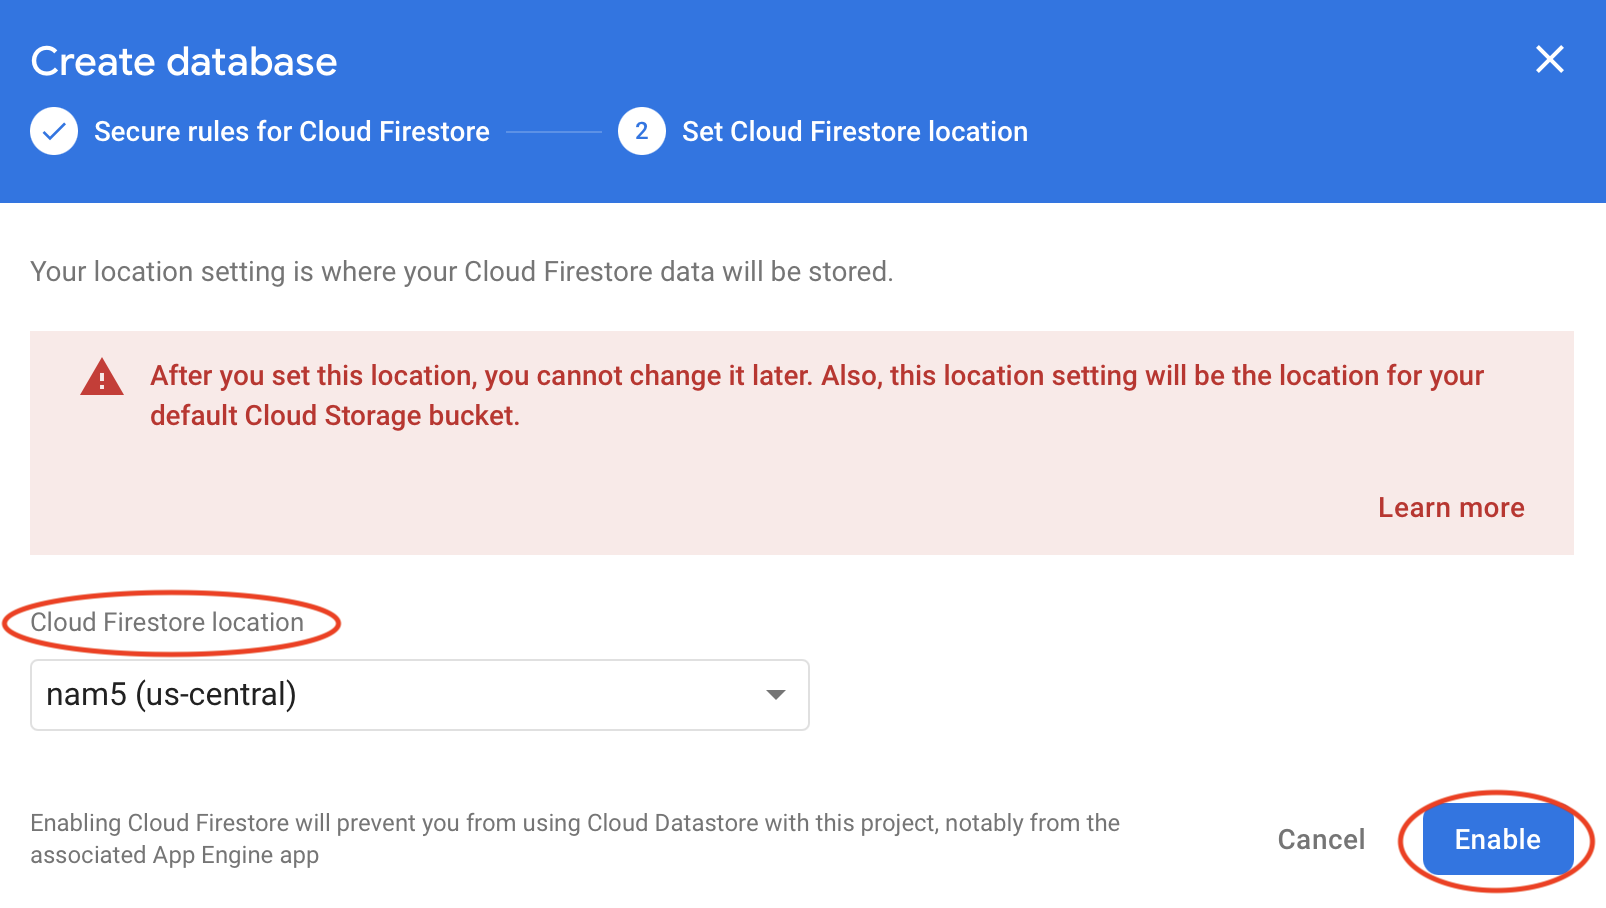 Create database
Secure rules for Cloud Firestore
2 Set Cloud Firestore location
Your location setting is where your Cloud Firestore data will be stored.
After you set this location, you cannot change it later. Also, this location setting will be the location for your
default Cloud Storage bucket.
Learn more
Cloud Firestore location
nam5 (us-central)
Enabling Cloud Firestore will prevent you from using Cloud Datastore with this project, notably from the
associated App Engine app
Cancel
Enable